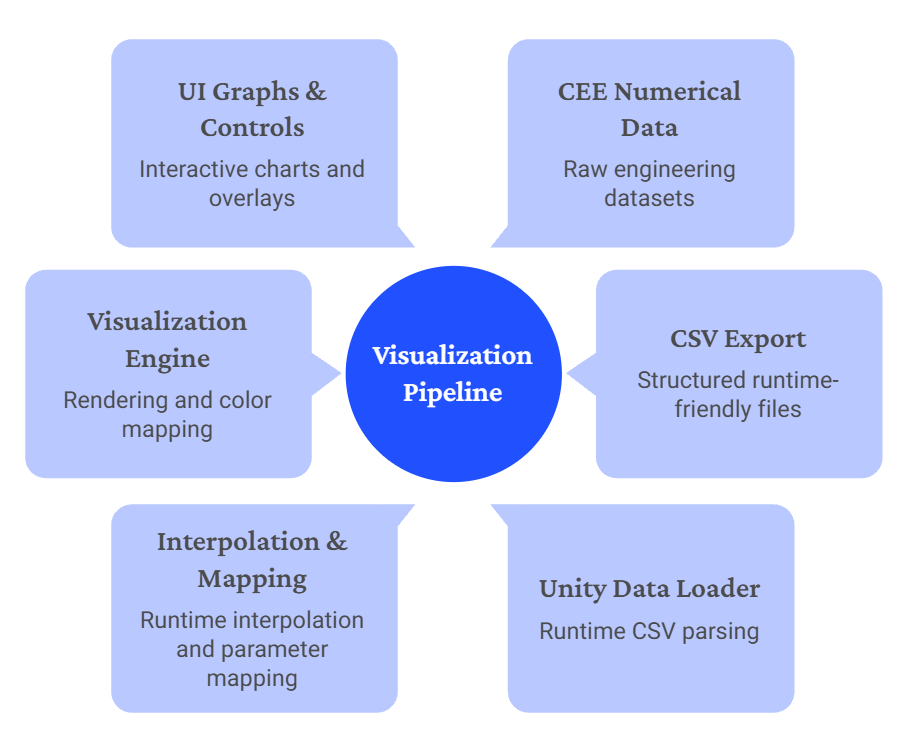 UI Graphs &
Controls
Interactive charts and
overlays
CEE Numerical
Data
Raw engineering
datasets
Visualization
Engine
Rendering and color
mapping
Visualization
Pipeline
CSV Export
Structured runtime-
friendly files
Interpolation &
Mapping
Runtime interpolation
and parameter
mapping
Unity Data Loader
Runtime CSV parsing